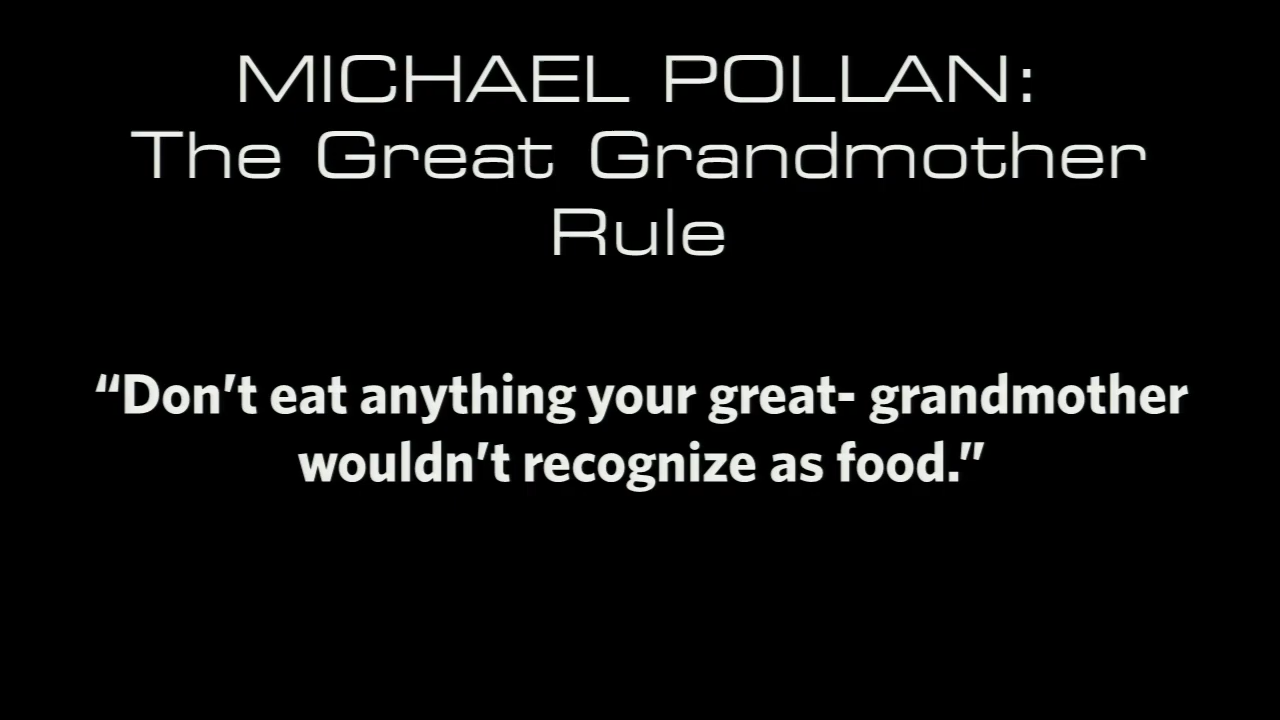 MICHAEL POLLAN:
The Great Grandmother
Rule
“Don’t eat anything your great- grandmother
wouldn’t recognize as food.”